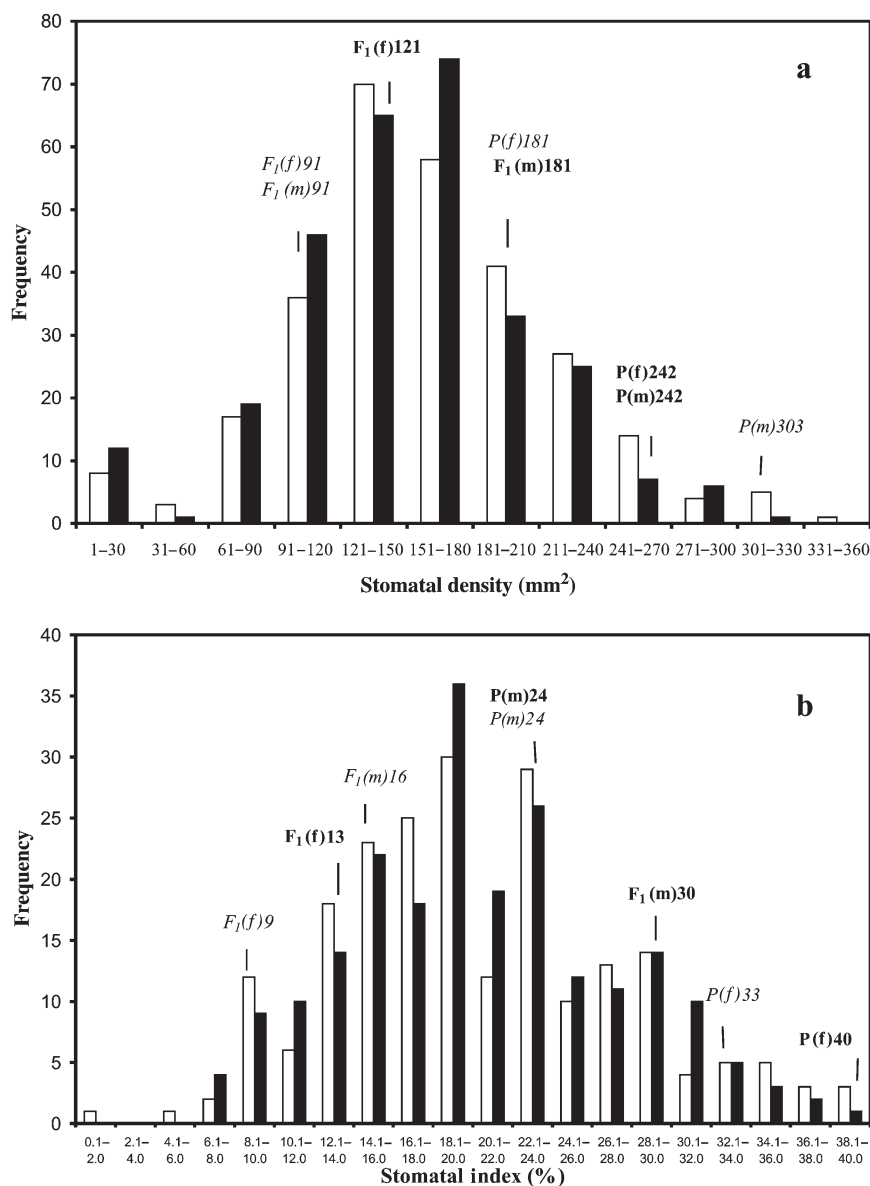 80
70
60
50
40
30
20
10
0
Frequency
a
F₁(f)121
F₁(f)91
F₁(m)91
P(f)181
F₁(m)181
P(f)242
P(m)242
P(m)303
1–30 31–60 61–90 91–120 121–150 151–180 181–210 211–240 241–270 271–300 301–330 331–360
Stomatal density (mm²)
40
35
30
25
20
15
10
5
0
Frequency
b
P(m)24
P(m)24
F₁(m)16
F₁(f)13
F₁(f)9
F₁(m)30
P(f)33
P(f)40
0.1– 2.1– 4.1– 6.1– 8.1– 10.1– 12.1– 14.1– 16.1– 18.1– 20.1– 22.1– 24.1– 26.1– 28.1– 30.1– 32.1– 34.1– 36.1– 38.1–
2.0 4.0 6.0 8.0 10.0 12.0 14.0 16.0 18.0 20.0 22.0 24.0 26.0 28.0 30.0 32.0 34.0 36.0 38.0 40.0
Stomatal index (%)